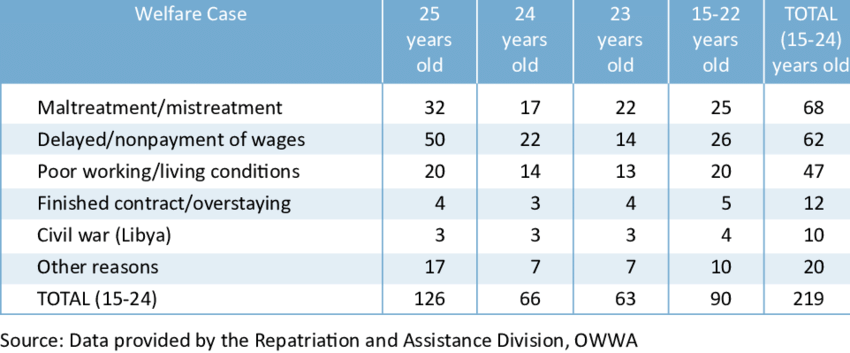 Welfare Case 25 years old 24 years old 23 years old 15-22 years old TOTAL (15-24) years old
Maltreatment/mistreatment 32 17 22 25 68
Delayed/nonpayment of wages 50 22 14 26 62
Poor working/living conditions 20 14 13 20 47
Finished contract/overstaying 4 3 4 5 12
Civil war (Libya) 3 3 3 4 10
Other reasons 17 7 7 10 20
TOTAL (15-24) 126 66 63 90 219
Source: Data provided by the Repatriation and Assistance Division, OWWA